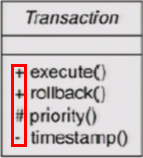 Transaction
+ execute()
+ rollback()
# priority()
- timestamp()